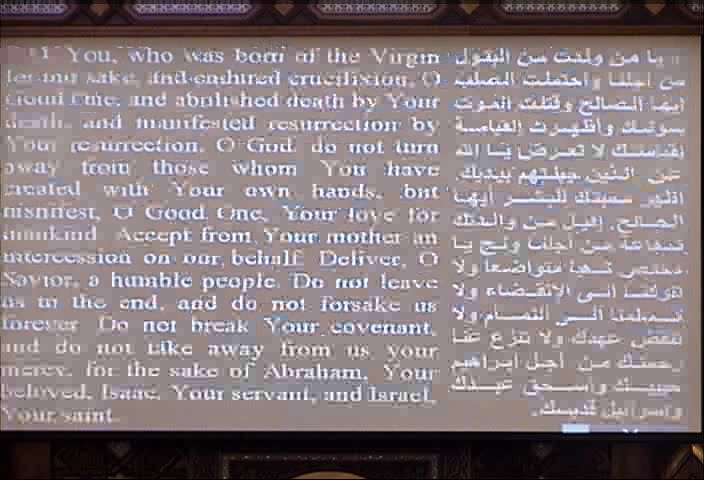 You, who was born of the Virgin
for our sake, and endured crucifixion, O
Good One, and abolished death by Your
death, and manifested resurrection by
Your resurrection. O God, do not turn
away from those whom You have
created with Your own hands, but
manifest, O Good One, Your love for
mankind. Accept from Your mother an
intercession on our behalf. Deliver, O
Savior, a humble people. Do not leave
us to the end, and do not forsake us
forever. Do not break Your covenant,
and do not take away from us your
mercy, for the sake of Abraham, Your
beloved, Isaac, Your servant, and Israel,
Your saint.
يا من ولدت من البتول
من أجلنا واحتملت الصلب
أيها الصالح وقتلت الموت
بموتك وأظهرت القيامة
بقيامتك لا تعرض يا الله
عن الذين جبلتهم بيديك،
اظهر محبتك للبشر أيها
الصالح. إقبل من والدتك
شفاعة من أجلنا ونج يا
مخلص شعبا متواضعا ولا
تتركنا الى الإنقضاء ولا
تسلمنا الى التمام ولا
تنقض عهدك ولا تنزع عنا
رحمتك من أجل ابراهيم
حبيبك واسحق عبدك
واسرائيل قديسك.